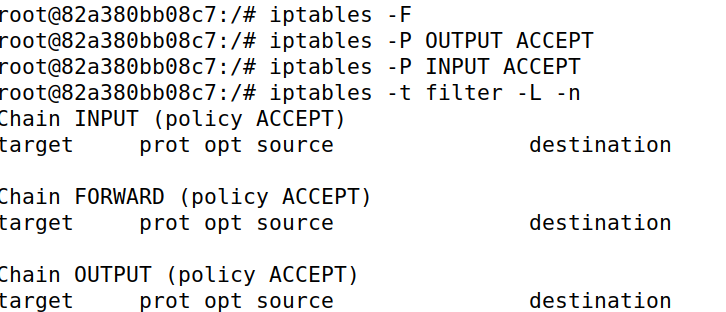 root@82a380bb08c7:/# iptables -F
root@82a380bb08c7:/# iptables -P OUTPUT ACCEPT
root@82a380bb08c7:/# iptables -P INPUT ACCEPT
root@82a380bb08c7:/# iptables -t filter -L -n
Chain INPUT (policy ACCEPT)
target     prot opt source               destination

Chain FORWARD (policy ACCEPT)
target     prot opt source               destination

Chain OUTPUT (policy ACCEPT)
target     prot opt source               destination